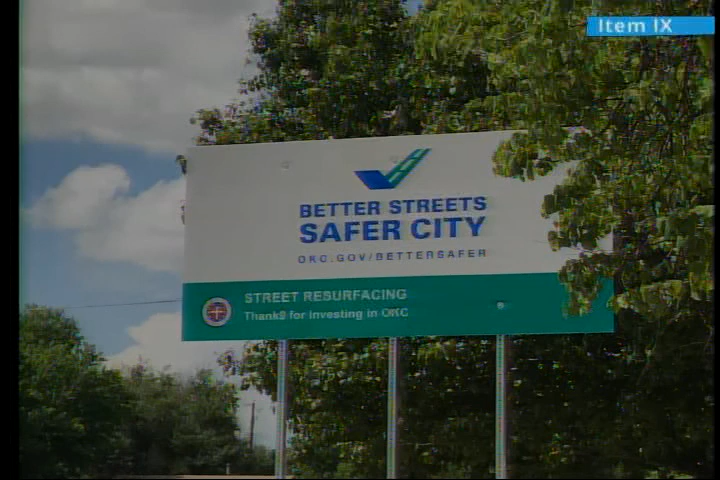 Item IX
BETTER STREETS
SAFER CITY
OKC.GOV/BETTERSAFER
STREET RESURFACING
Thanks for investing in OKC